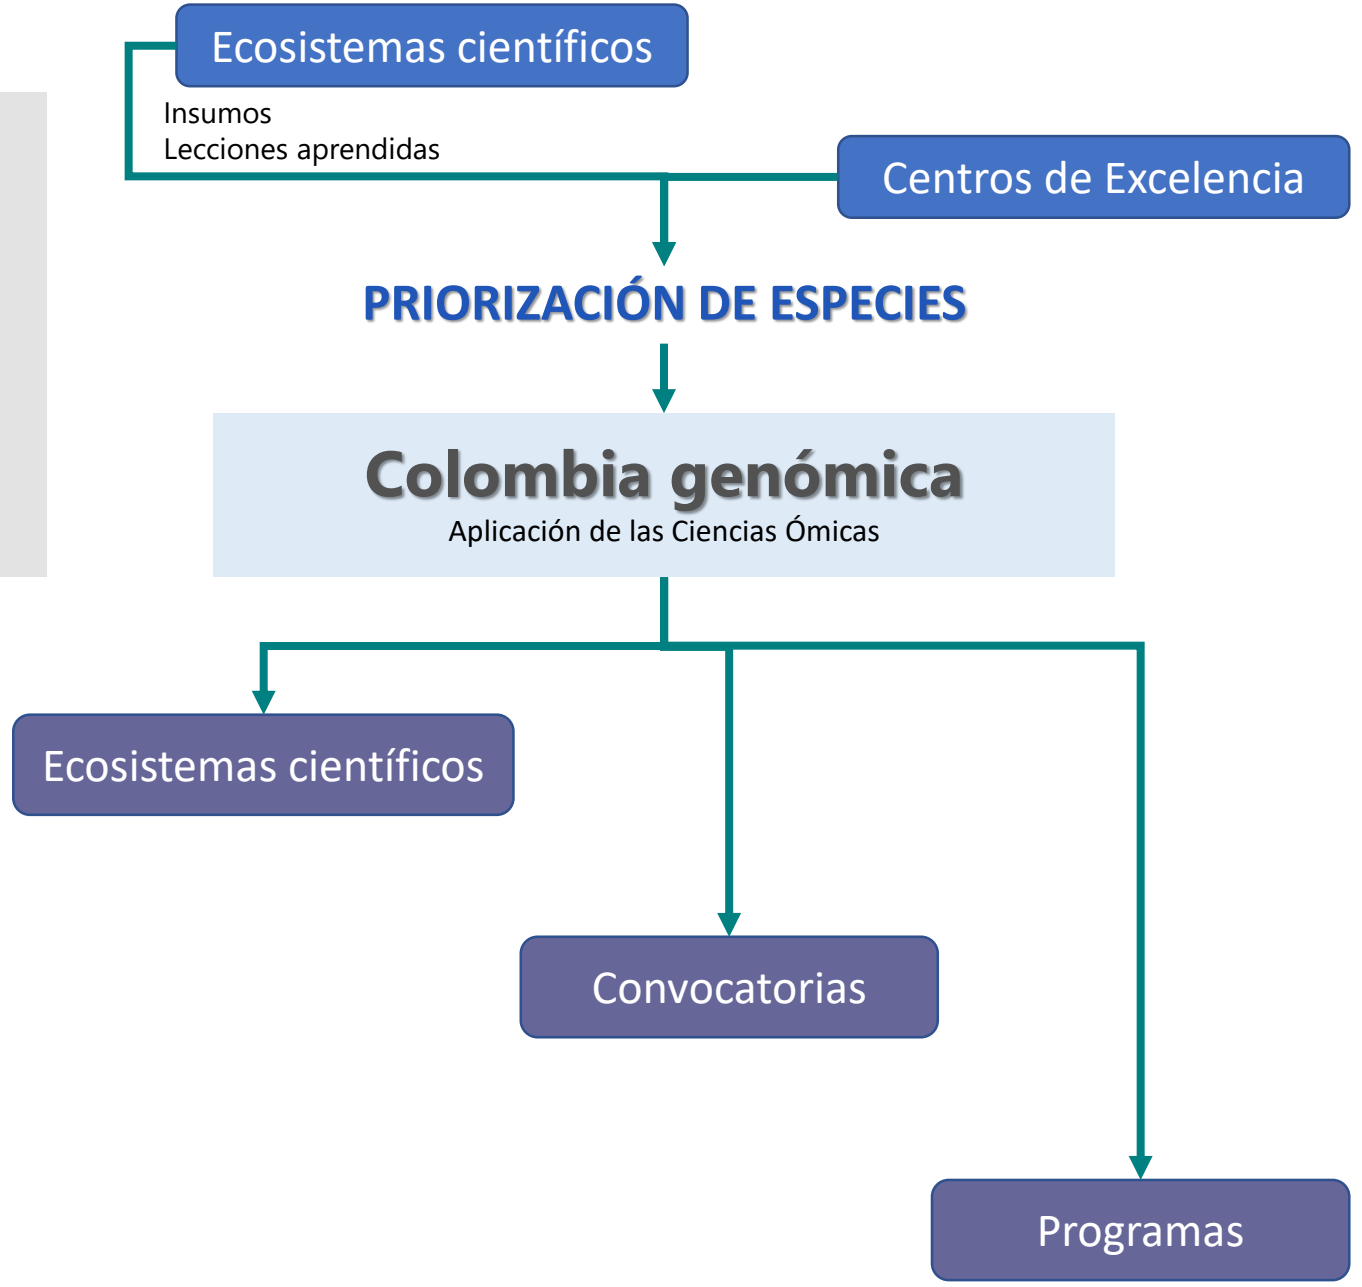 Ecosistemas científicos
Insumos
Lecciones aprendidas
Centros de Excelencia
PRIORIZACIÓN DE ESPECIES
Colombia genómica
Aplicación de las Ciencias Ómicas
Ecosistemas científicos
Convocatorias
Programas